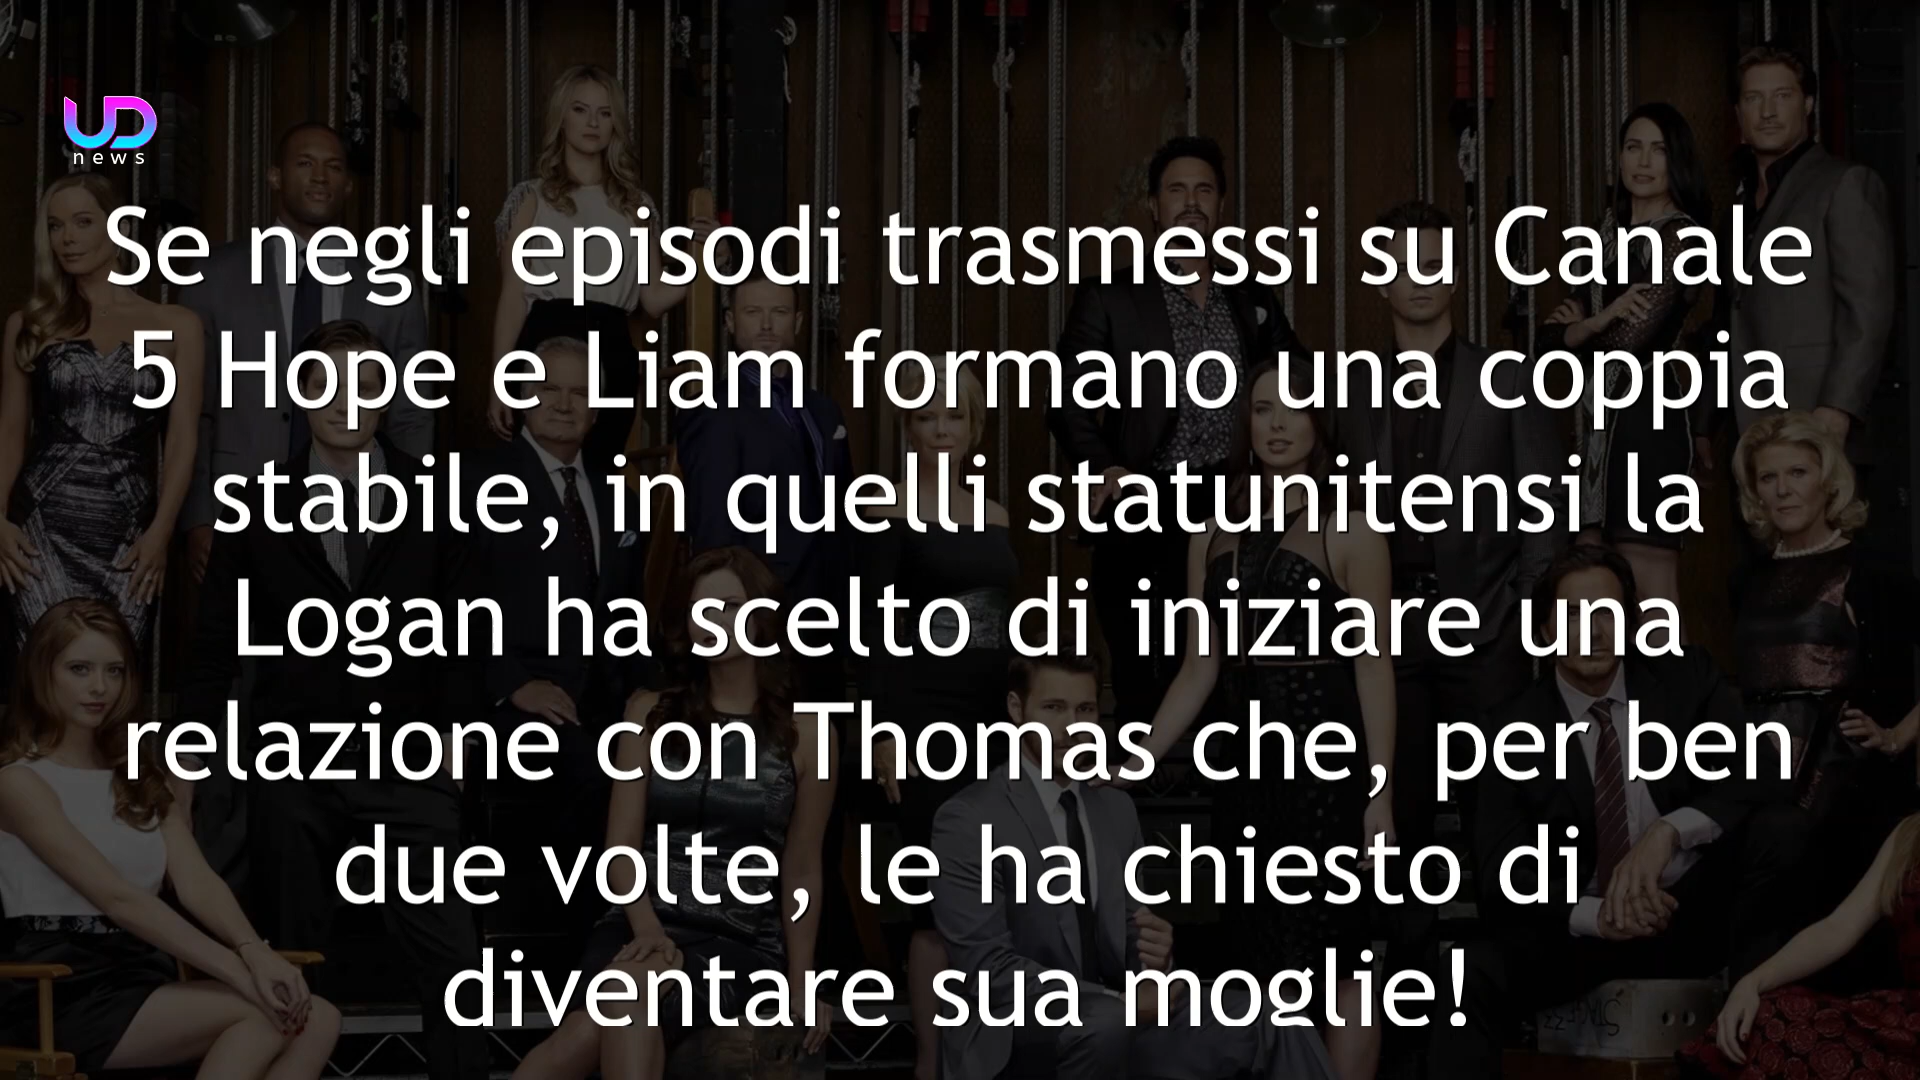 UD
news
Se negli episodi trasmessi su Canale
5 Hope e Liam formano una coppia
stabile, in quelli statunitensi la
Logan ha scelto di iniziare una
relazione con Thomas che, per ben
due volte, le ha chiesto di
diventare sua moglie!